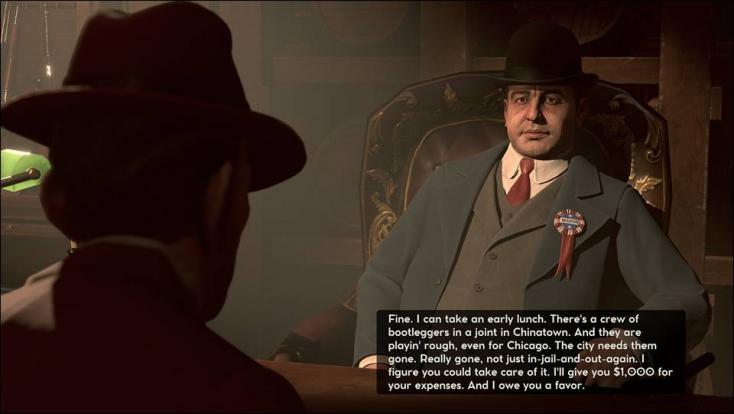 Fine. I can take an early lunch. There's a crew of
bootleggers in a joint in Chinatown. And they are
playin' rough, even for Chicago. The city needs them
gone. Really gone, not just in-jail-and-out-again. I
figure you could take care of it. I'll give you $1,000 for
your expenses. And I owe you a favor.